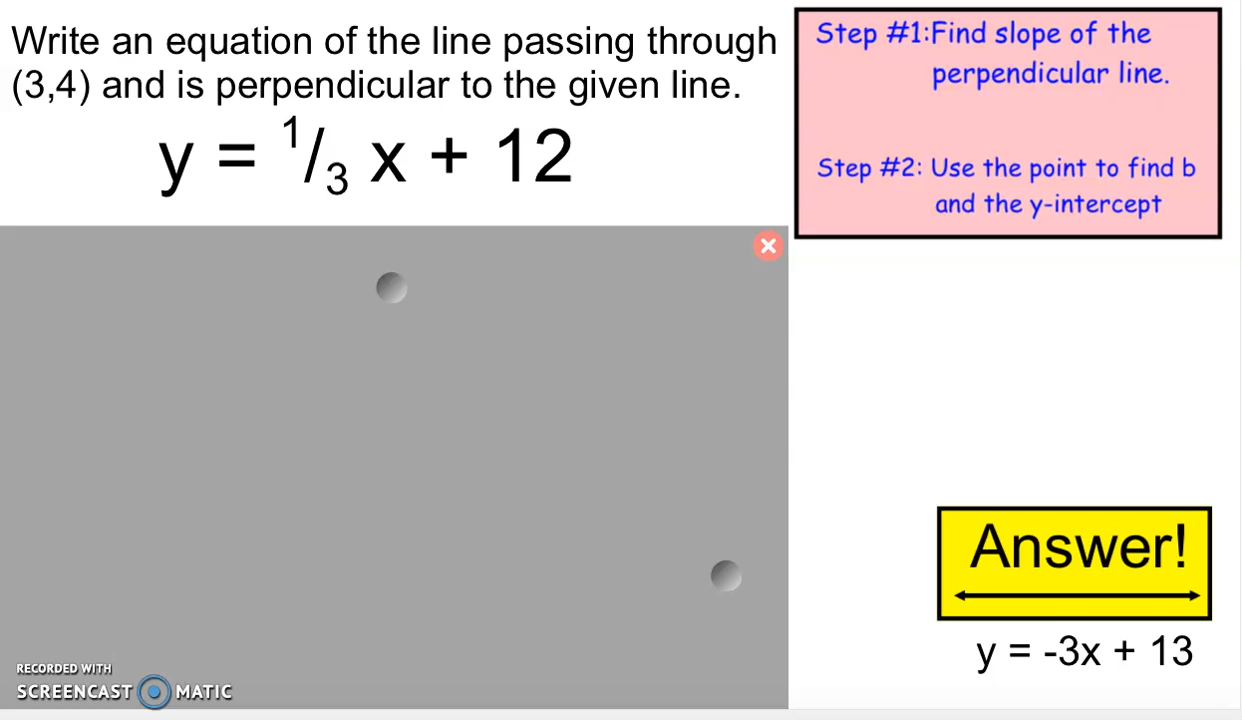 Write an equation of the line passing through
(3,4) and is perpendicular to the given line.
y = 1/3 x + 12
Step #1:Find slope of the
perpendicular line.
Step #2: Use the point to find b
and the y-intercept
Answer!
y = -3x + 13
RECORDED WITH
SCREENCAST MATIC